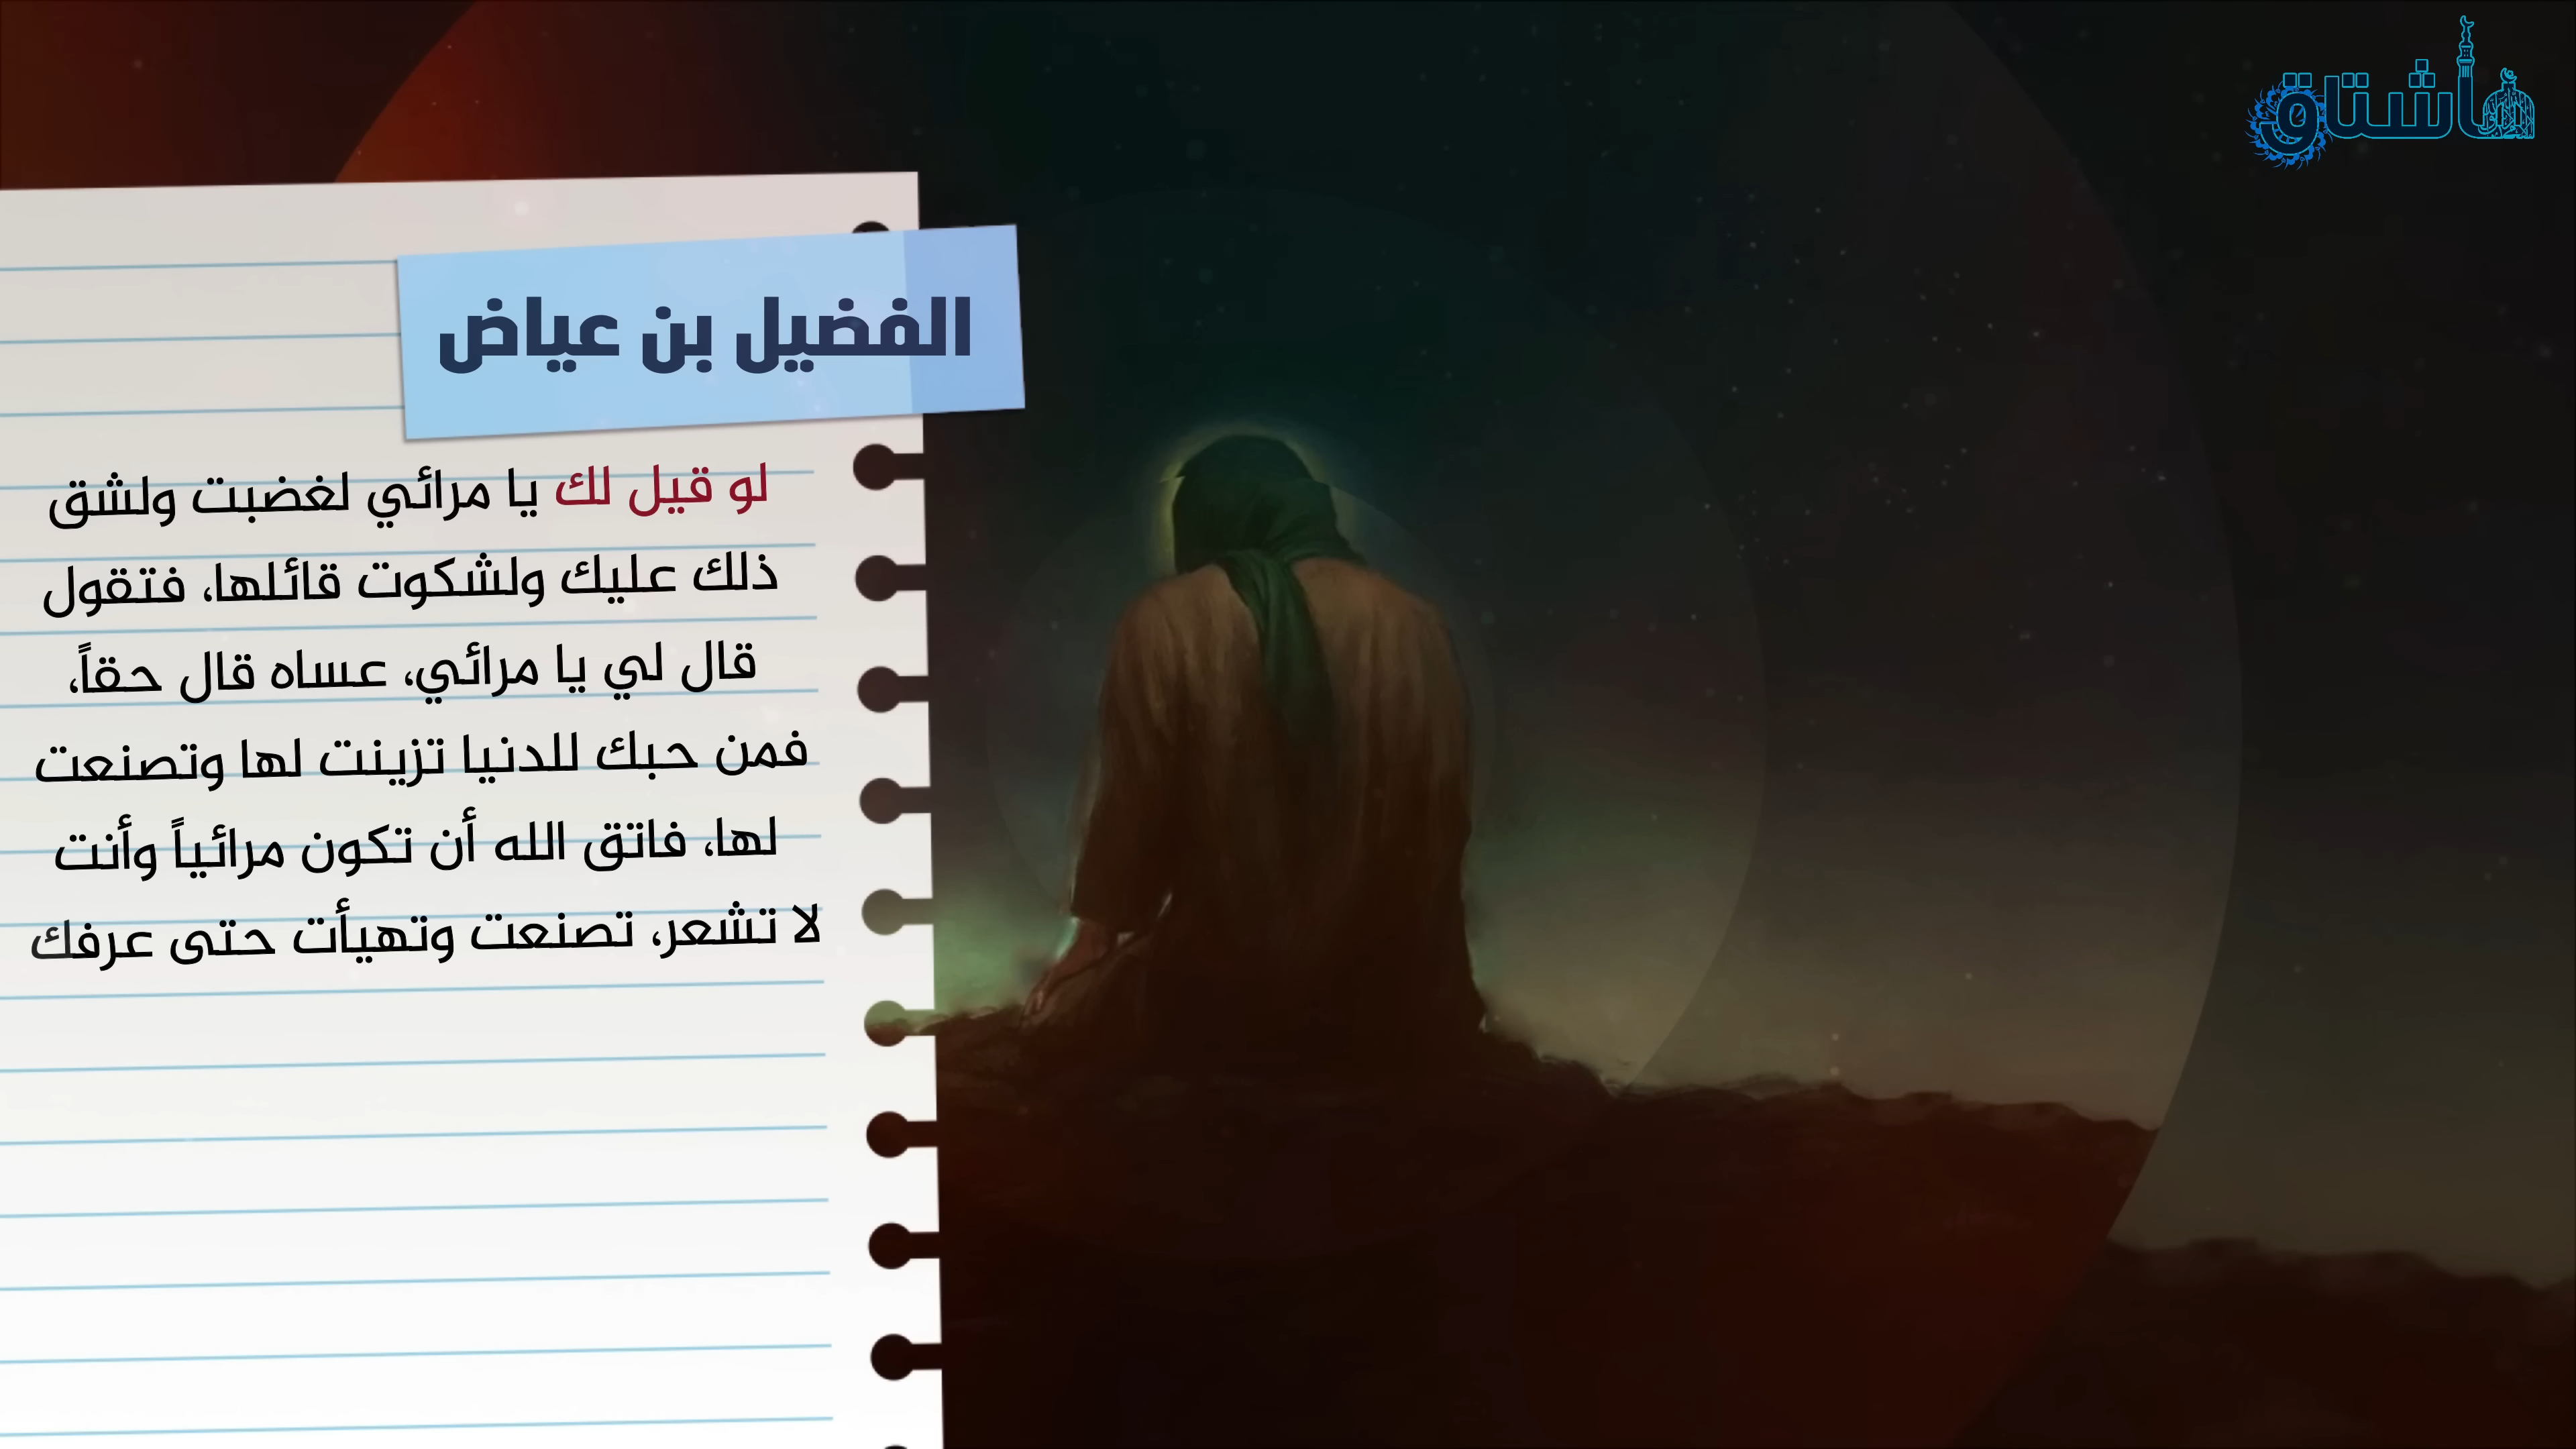 هاشتاق
الفضيل بن عياض
لو قيل لك يا مرائي لغضبت ولشق
ذلك عليك ولشكوت قائلها، فتقول
قال لي يا مرائي، عساه قال حقاً،
فمن حبك للدنيا تزينت لها وتصنعت
لها، فاتق الله أن تكون مرائياً وأنت
لا تشعر، تصنعت وتهيأت حتى عرفك